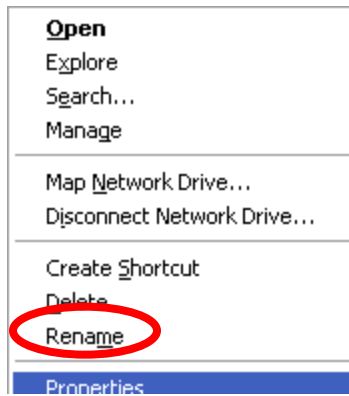 Open
Explore
Search...
Manage
Map Network Drive...
Disconnect Network Drive...
Create Shortcut
Delete
Rename
Properties